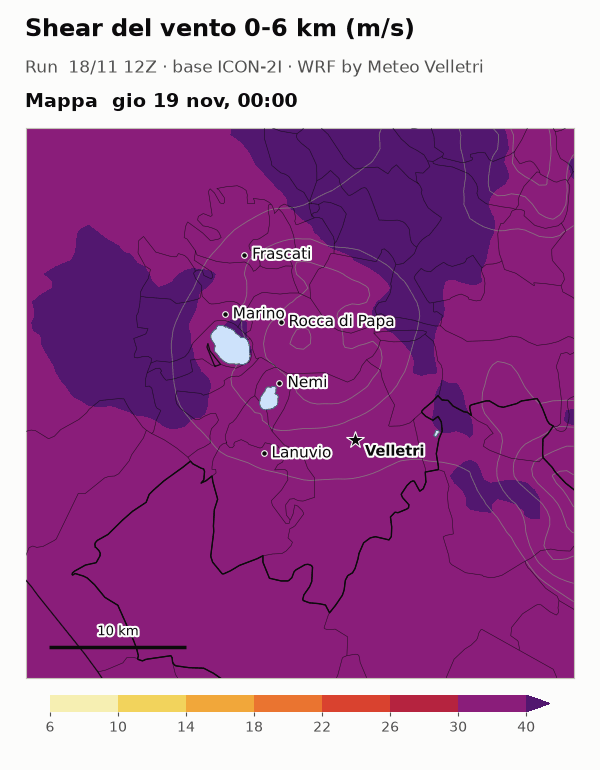 Shear del vento 0-6 km (m/s)
Run  18/11 12Z · base ICON-2I · WRF by Meteo Velletri
Mappa  gio 19 nov, 00:00
Frascati
Marino
Rocca di Papa
Nemi
Velletri
Lanuvio
10 km
6 10 14 18 22 26 30 40